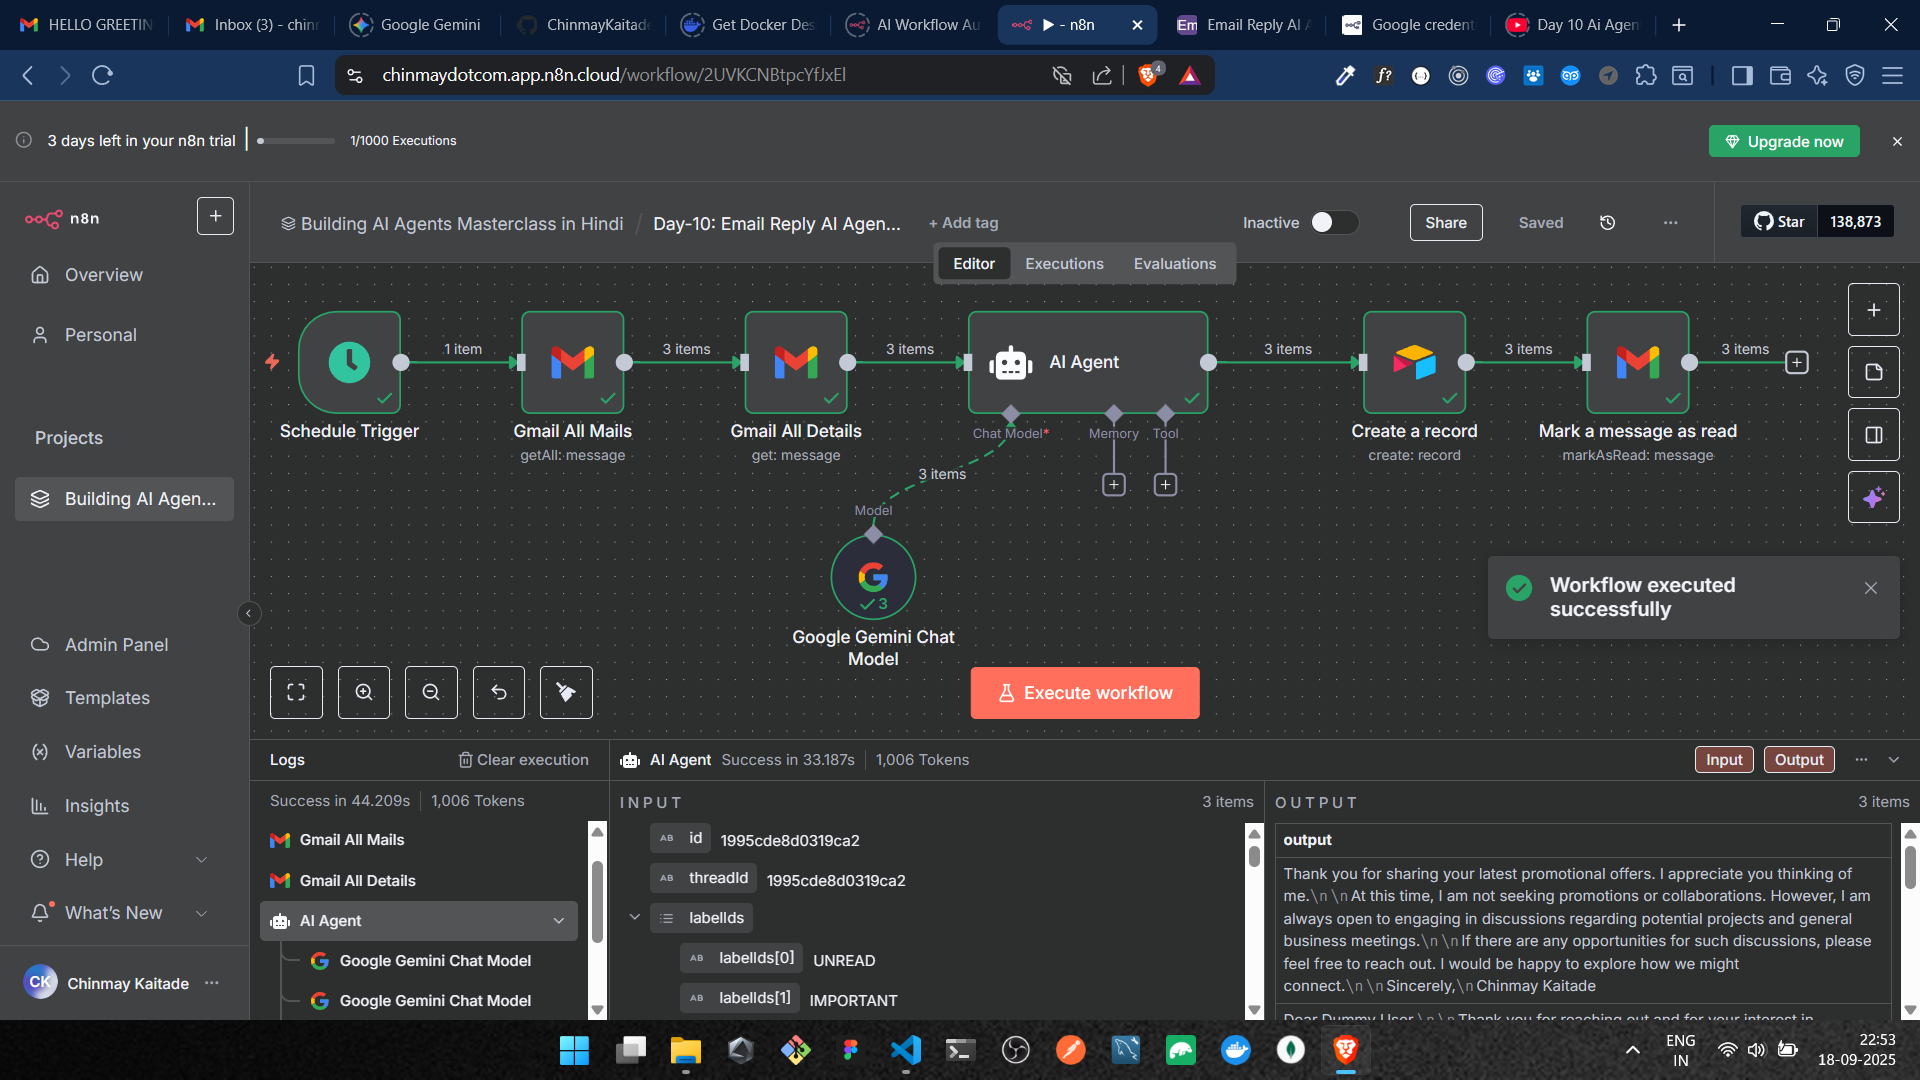 HELLO GREETIN
Inbox (3) - chinn
Google Gemini
ChinmayKaitade
Get Docker Des
AI Workflow Au
▶ - n8n
Em
Email Reply AI A
Google credent
Day 10 Ai Agen
chinmaydotcom.app.n8n.cloud/workflow/2UVKCNBtpcYfJxEl
4
3 days left in your n8n trial
1/1000 Executions
Upgrade now
n8n
Building AI Agents Masterclass in Hindi / Day-10: Email Reply AI Agen...
+ Add tag
Inactive
Share
Saved
Star
138,873
Editor
Executions
Evaluations
Overview
Personal
Projects
Building AI Agen...
Admin Panel
Templates
Variables
Insights
Help
What's New
CK
Chinmay Kaitade
1 item
3 items
3 items
AI Agent
3 items
3 items
3 items
Schedule Trigger
Gmail All Mails
getAll: message
Gmail All Details
get: message
Chat Model*
Memory
Tool
Create a record
create: record
Mark a message as read
markAsRead: message
3 items
Model
3
Google Gemini Chat
Model
Workflow executed
successfully
Execute workflow
Logs
Clear execution
Success in 44.209s
1,006 Tokens
Gmail All Mails
Gmail All Details
AI Agent
Google Gemini Chat Model
Google Gemini Chat Model
AI Agent Success in 33.187s
1,006 Tokens
Input
Output
INPUT
3 items
AB id 1995cde8d0319ca2
AB threadId 1995cde8d0319ca2
labelIds
AB labelIds[0] UNREAD
AB labelIds[1] IMPORTANT
OUTPUT
3 items
output
Thank you for sharing your latest promotional offers. I appreciate you thinking of
me.\n\nAt this time, I am not seeking promotions or collaborations. However, I am
always open to engaging in discussions regarding potential projects and general
business meetings.\n\nIf there are any opportunities for such discussions, please
feel free to reach out. I would be happy to explore how we might
connect.\n\nSincerely,\nChinmay Kaitade
Dear Dummy User,\n\nThank you for reaching out and for your interest in
ENG
IN
22:53
18-09-2025